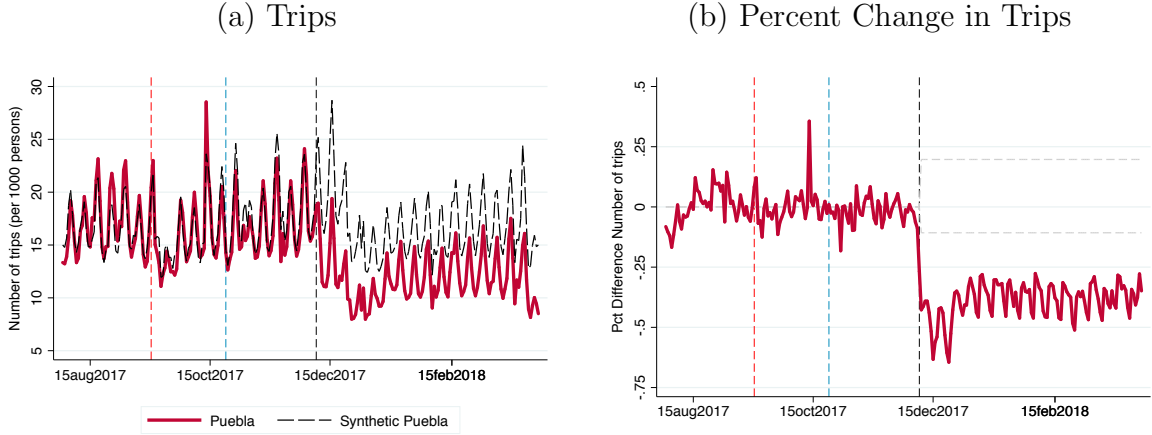 (a) Trips
Number of trips (per 1000 persons)
30
25
20
15
10
5
15aug2017 15oct2017 15dec2017 15feb2018
Puebla Synthetic Puebla
(b) Percent Change in Trips
Pct Difference Number of trips
.5
.25
0
-.25
-.5
-.75
15aug2017 15oct2017 15dec2017 15feb2018